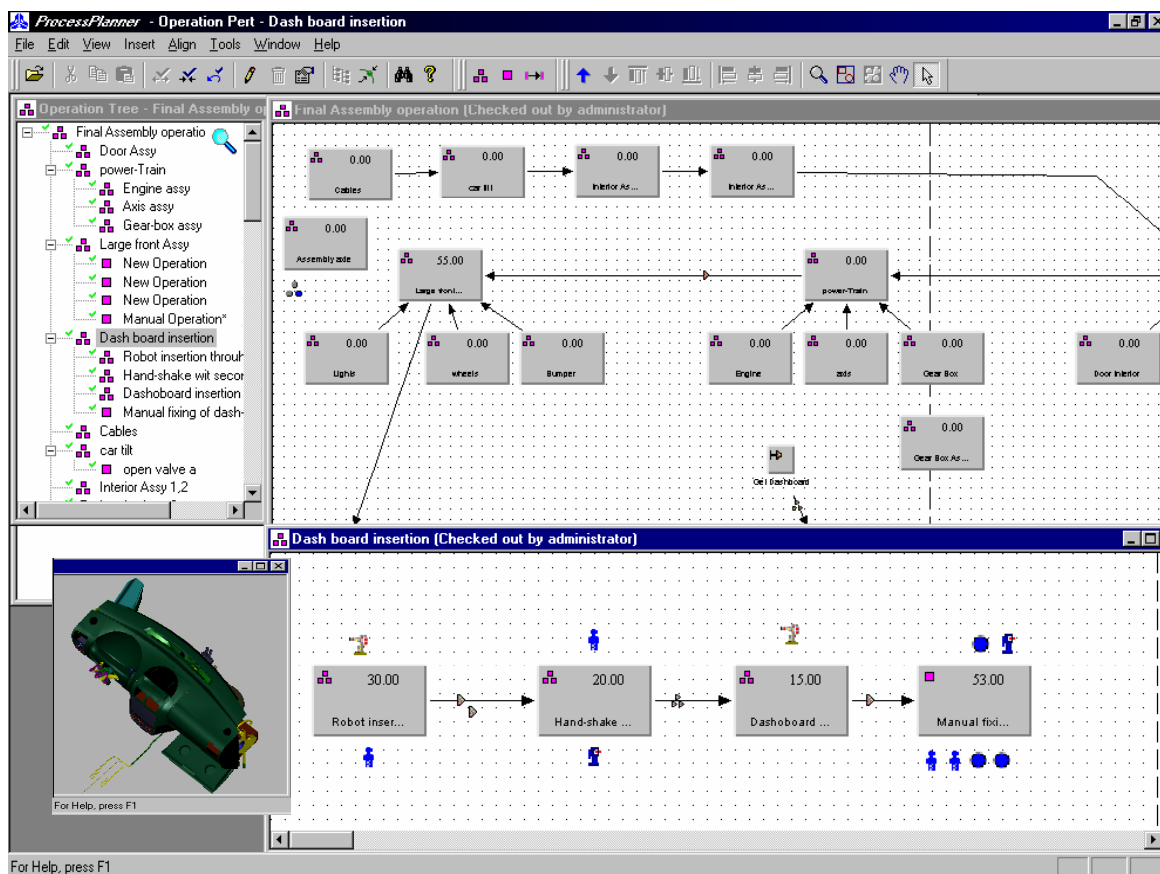 ProcessPlanner - Operation Pert - Dash board insertion
File Edit View Insert Align Tools Window Help
Operation Tree - Final Assembly op
Final Assembly operatio
Door Assy
power-Train
Engine assy
Axis assy
Gear-box assy
Large front Assy
New Operation
New Operation
New Operation
Manual Operation*
Dash board insertion
Robot insertion throuh
Hand-shake wit secon
Dashoboard insertion
Manual fixing of dash-
Cables
car tilt
open valve a
Interior Assy 1,2
Final Assembly operation (Checked out by administrator)
0.00 0.00 0.00 0.00
Cables car tilt Interior As... Interior As...
0.00
Assembly axle
55.00 0.00
Large front... power-Train
0.00 0.00 0.00 0.00 0.00 0.00 0.00
Lights wheels Bumper Engine axis Gear Box Door Interior
0.00
Gear Box As...
Get Dashboard
Dash board insertion (Checked out by administrator)
30.00 20.00 15.00 53.00
Robot inser... Hand-shake ... Dashoboard ... Manual fixi...
For Help, press F1
For Help, press F1